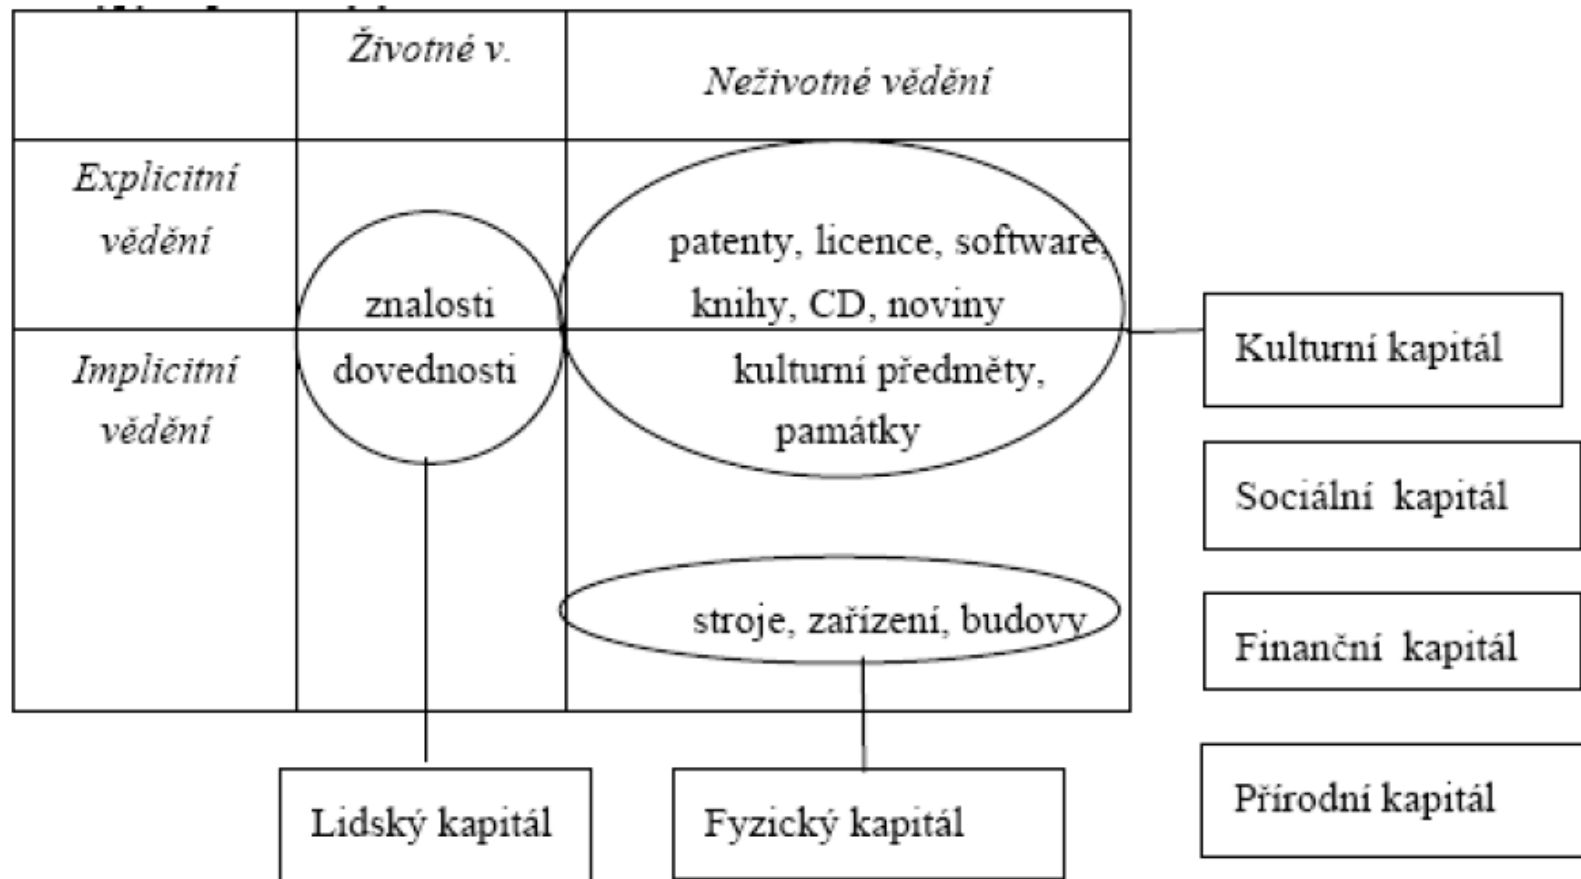 Životné v.
Neživotné vědění
Explicitní
vědění
znalosti
patenty, licence, software,
knihy, CD, noviny
Implicitní
vědění
dovednosti
kulturní předměty,
památky
stroje, zařízení, budovy
Kulturní kapitál
Sociální kapitál
Finanční kapitál
Přírodní kapitál
Lidský kapitál
Fyzický kapitál